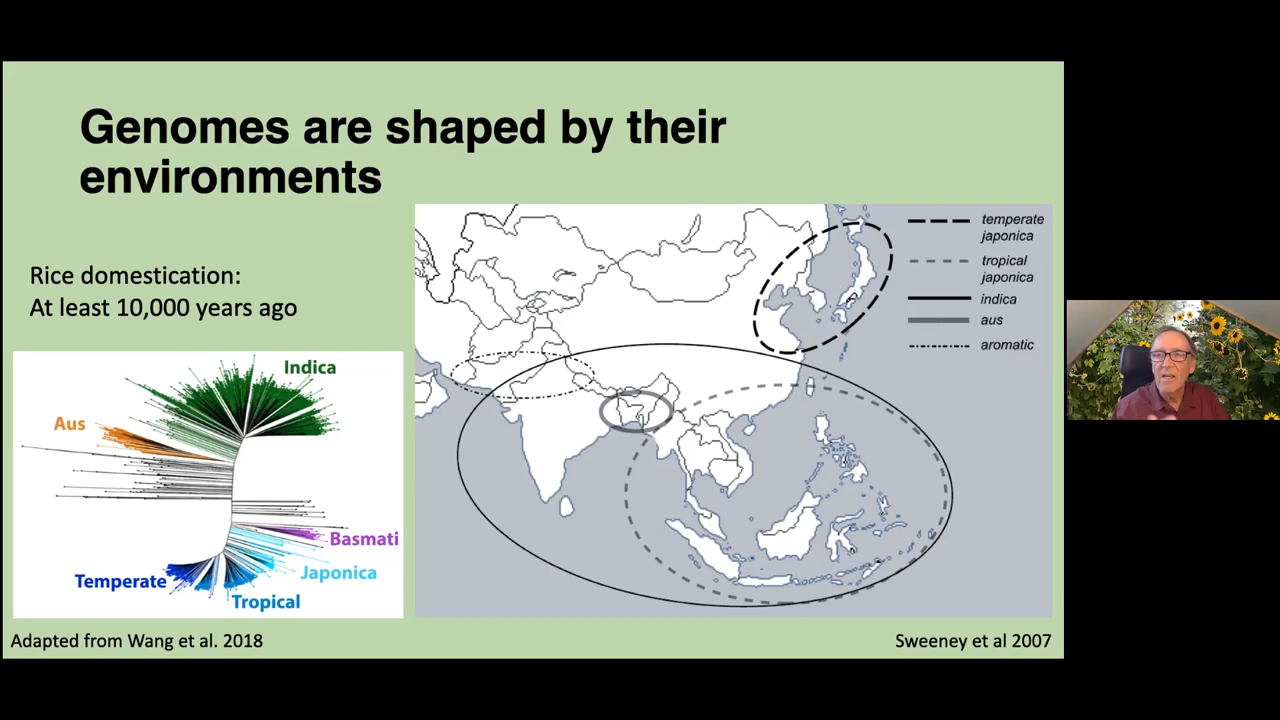 Genomes are shaped by their
environments
Rice domestication:
At least 10,000 years ago
Indica
Aus
Basmati
Japonica
Temperate
Tropical
temperate
japonica
tropical
japonica
indica
aus
aromatic
Adapted from Wang et al. 2018
Sweeney et al 2007